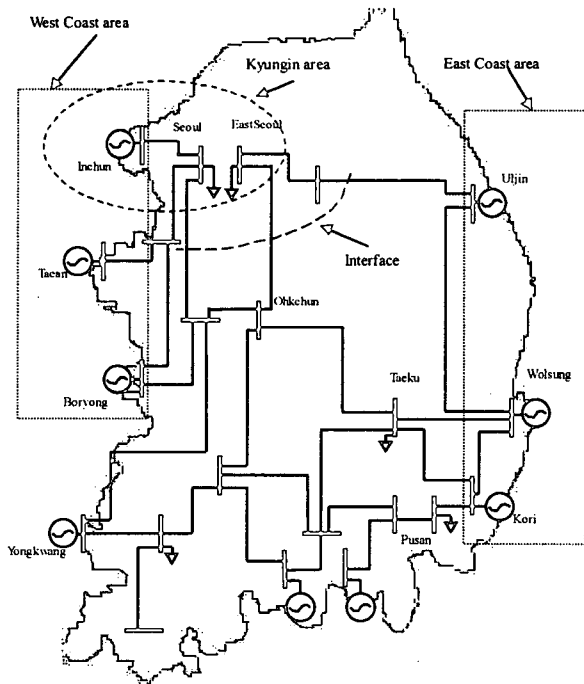 West Coast area
Kyungin area
East Coast area
Seoul
EastSeoul
Inchun
Uljin
Interface
Taean
Ohkchun
Taeku
Wolsung
Boryong
Yongkwang
Pusan
Kori